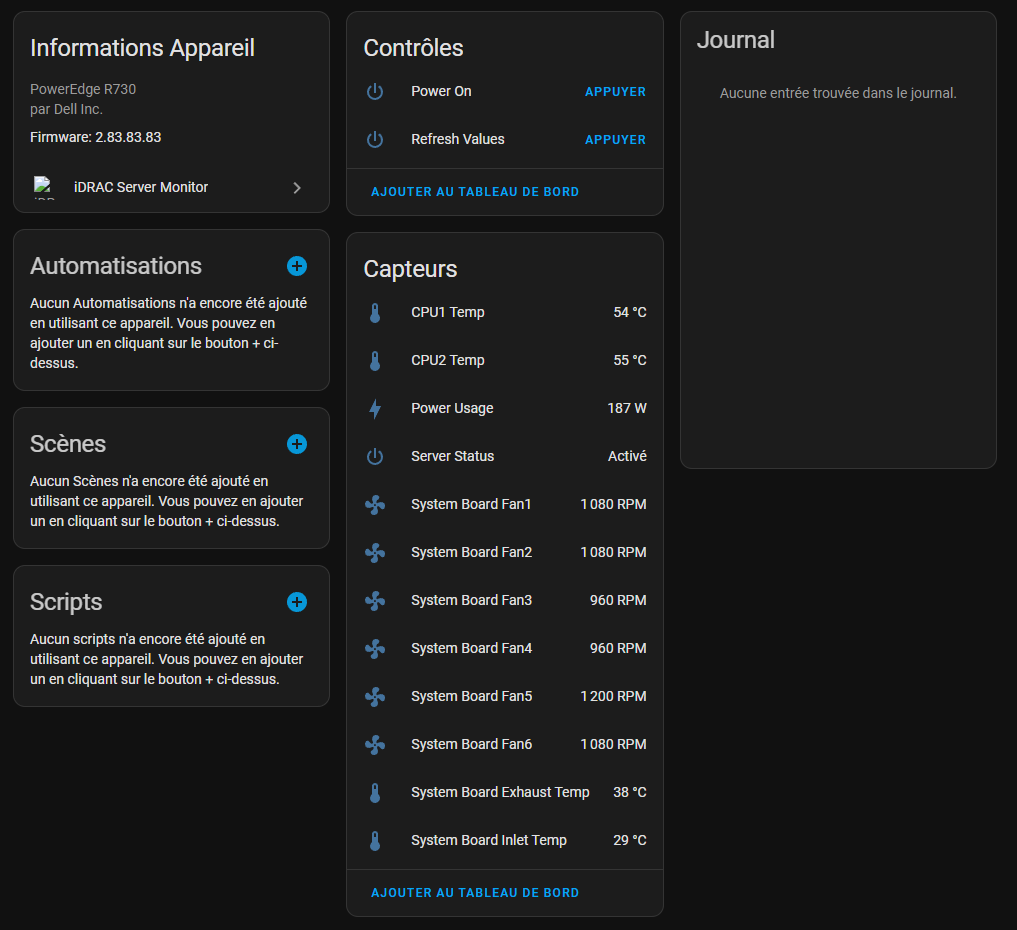 Informations Appareil
PowerEdge R730
par Dell Inc.
Firmware: 2.83.83.83
iDRAC Server Monitor
Automatisations
Aucun Automatisations n'a encore été ajouté
en utilisant ce appareil. Vous pouvez en
ajouter un en cliquant sur le bouton + ci-
dessus.
Scènes
Aucun Scènes n'a encore été ajouté en
utilisant ce appareil. Vous pouvez en ajouter
un en cliquant sur le bouton + ci-dessus.
Scripts
Aucun scripts n'a encore été ajouté en
utilisant ce appareil. Vous pouvez en ajouter
un en cliquant sur le bouton + ci-dessus.
Contrôles
Power On APPUYER
Refresh Values APPUYER
AJOUTER AU TABLEAU DE BORD
Capteurs
CPU1 Temp 54 °C
CPU2 Temp 55 °C
Power Usage 187 W
Server Status Activé
System Board Fan1 1 080 RPM
System Board Fan2 1 080 RPM
System Board Fan3 960 RPM
System Board Fan4 960 RPM
System Board Fan5 1 200 RPM
System Board Fan6 1 080 RPM
System Board Exhaust Temp 38 °C
System Board Inlet Temp 29 °C
AJOUTER AU TABLEAU DE BORD
Journal
Aucune entrée trouvée dans le journal.